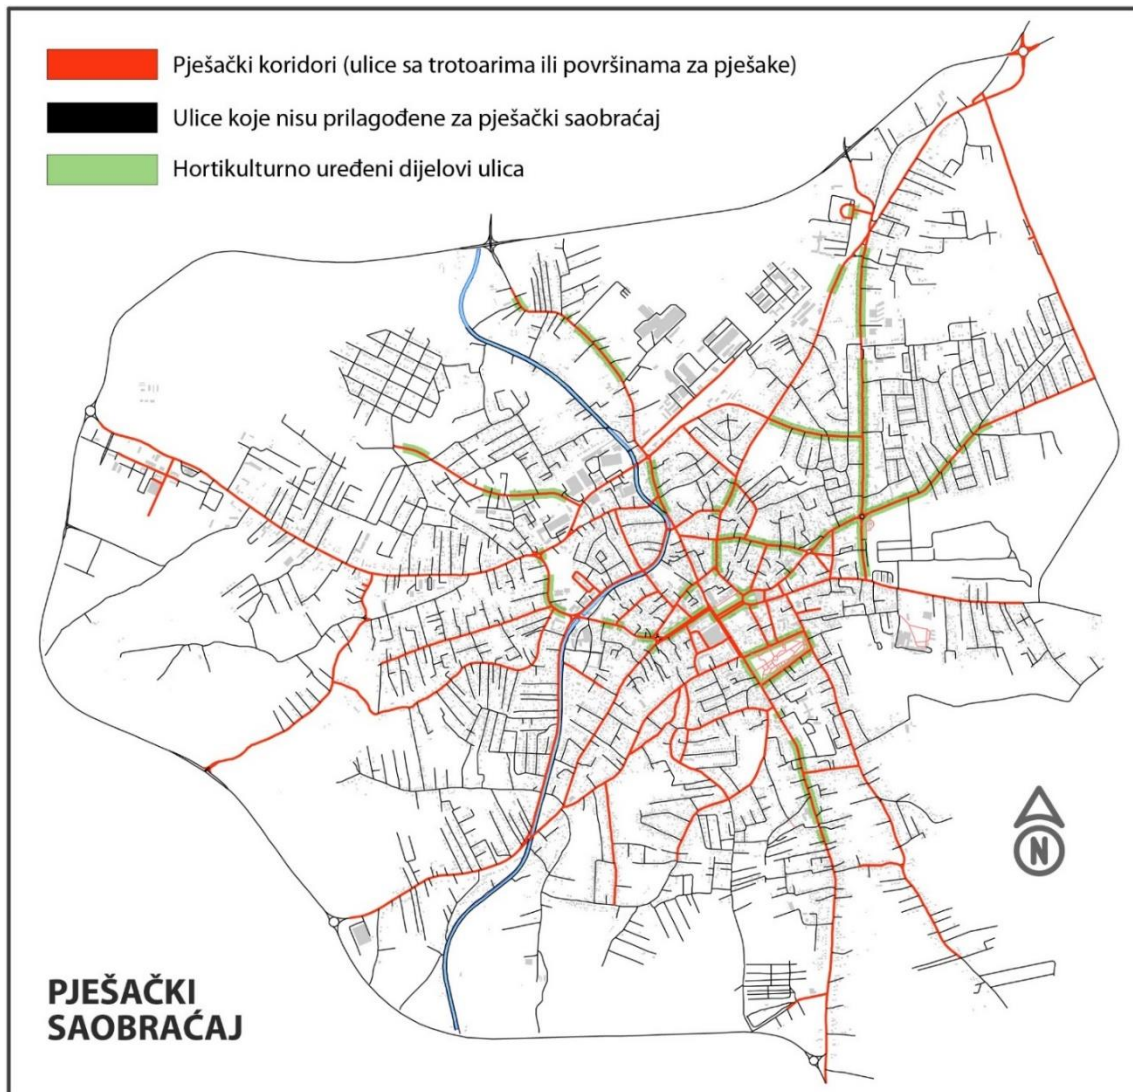 Pješački koridori (ulice sa trotoarima ili površinama za pješake)
Ulice koje nisu prilagođene za pješački saobraćaj
Hortikulturno uređeni dijelovi ulica
N
PJEŠAČKI
SAOBRAĆAJ